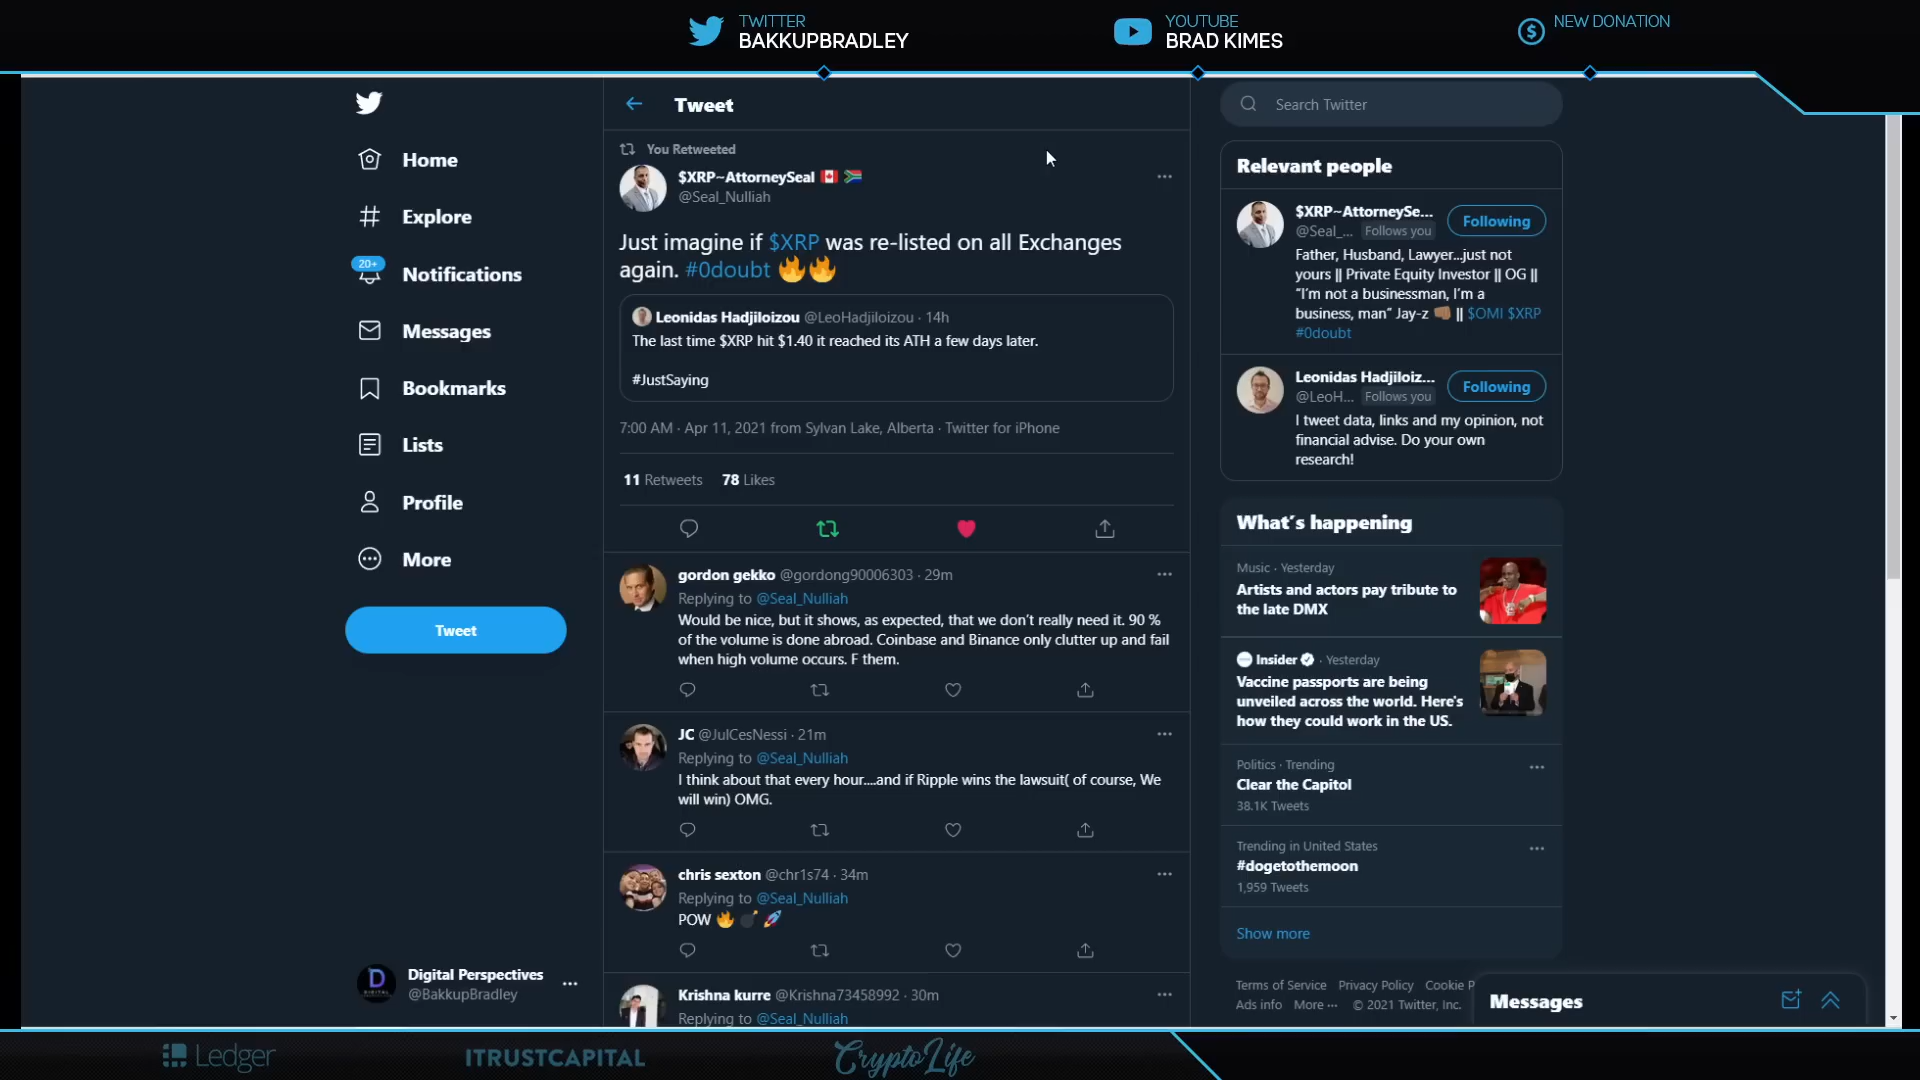 TWITTER
BAKKUPBRADLEY
YOUTUBE
BRAD KIMES
NEW DONATION
Home
Explore
20+
Notifications
Messages
Bookmarks
Lists
Profile
More
Tweet
Digital Perspectives
@BakkupBradley
Tweet
You Retweeted
$XRP~AttorneySeal 🇨🇦 🇿🇦
@Seal_Nulliah
Just imagine if $XRP was re-listed on all Exchanges
again. #0doubt 🔥🔥
Leonidas Hadjiloizou @LeoHadjiloizou · 14h
The last time $XRP hit $1.40 it reached its ATH a few days later.
#JustSaying
7:00 AM · Apr 11, 2021 from Sylvan Lake, Alberta · Twitter for iPhone
11 Retweets 78 Likes
gordon gekko @gordong90006303 · 29m
Replying to @Seal_Nulliah
Would be nice, but it shows, as expected, that we don't really need it. 90 %
of the volume is done abroad. Coinbase and Binance only clutter up and fail
when high volume occurs. F them.
JC @JulCesNessi · 21m
Replying to @Seal_Nulliah
I think about that every hour....and if Ripple wins the lawsuit( of course, We
will win) OMG.
chris sexton @chr1s74 · 34m
Replying to @Seal_Nulliah
POW 🔥 💣 🚀
Krishna kurre @Krishna73458992 · 30m
Replying to @Seal_Nulliah
Search Twitter
Relevant people
$XRP~AttorneySe...
@Seal_... Follows you
Following
Father, Husband, Lawyer...just not
yours || Private Equity Investor || OG ||
"I'm not a businessman, I'm a
business, man" Jay-z 👊🏾 || $OMI $XRP
#0doubt
Leonidas Hadjiloiz...
@LeoH... Follows you
Following
I tweet data, links and my opinion, not
financial advise. Do your own
research!
What's happening
Music · Yesterday
Artists and actors pay tribute to
the late DMX
Insider · Yesterday
Vaccine passports are being
unveiled across the world. Here's
how they could work in the US.
Politics · Trending
Clear the Capitol
38.1K Tweets
Trending in United States
#dogetothemoon
1,959 Tweets
Show more
Terms of Service Privacy Policy Cookie P
Ads info More ··· © 2021 Twitter, Inc.
Messages
Ledger
ITRUSTCAPITAL
CryptoLife